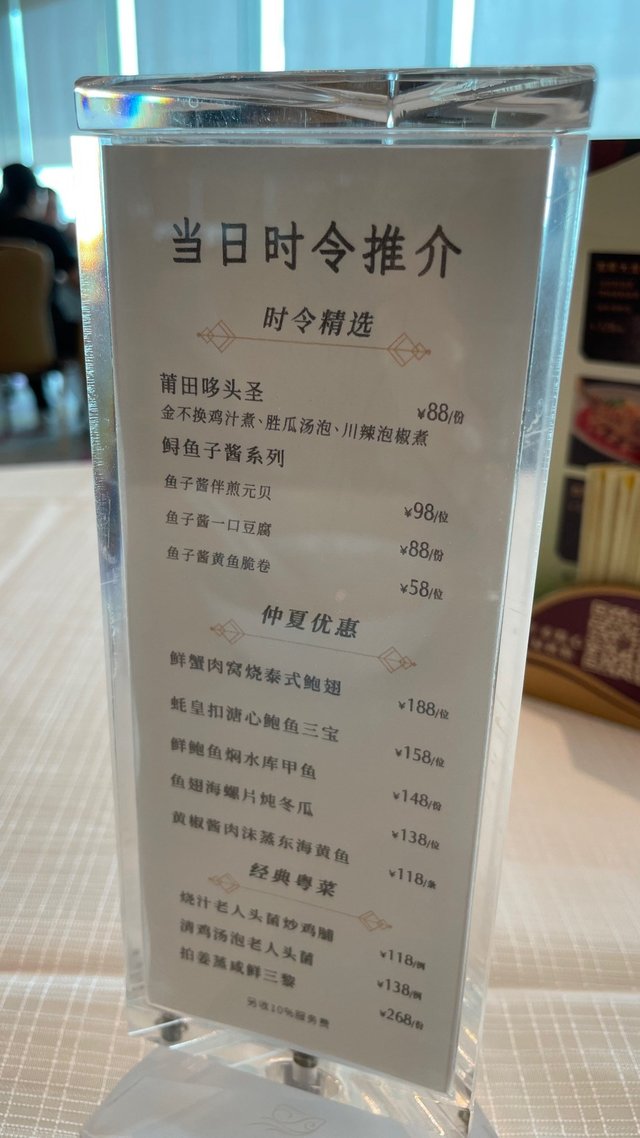 当日时令推介
时令精选
莆田哆头圣 ¥88/份
金不换鸡汁煮、胜瓜汤泡、川辣泡椒煮
鲟鱼子酱系列
鱼子酱伴煎元贝 ¥98/位
鱼子酱一口豆腐 ¥88/份
鱼子酱黄鱼脆卷 ¥58/位
仲夏优惠
鲜蟹肉窝烧泰式鲍翅 ¥188/位
蚝皇扣溏心鲍鱼三宝 ¥158/位
鲜鲍鱼焖水库甲鱼 ¥148/份
鱼翅海螺片炖冬瓜 ¥138/位
黄椒酱肉沫蒸东海黄鱼 ¥118/条
经典粤菜
烧汁老人头菌炒鸡脯 ¥118/例
清鸡汤泡老人头菌 ¥138/例
拍姜蒸咸鲜三黎 ¥268/份
另收10%服务费